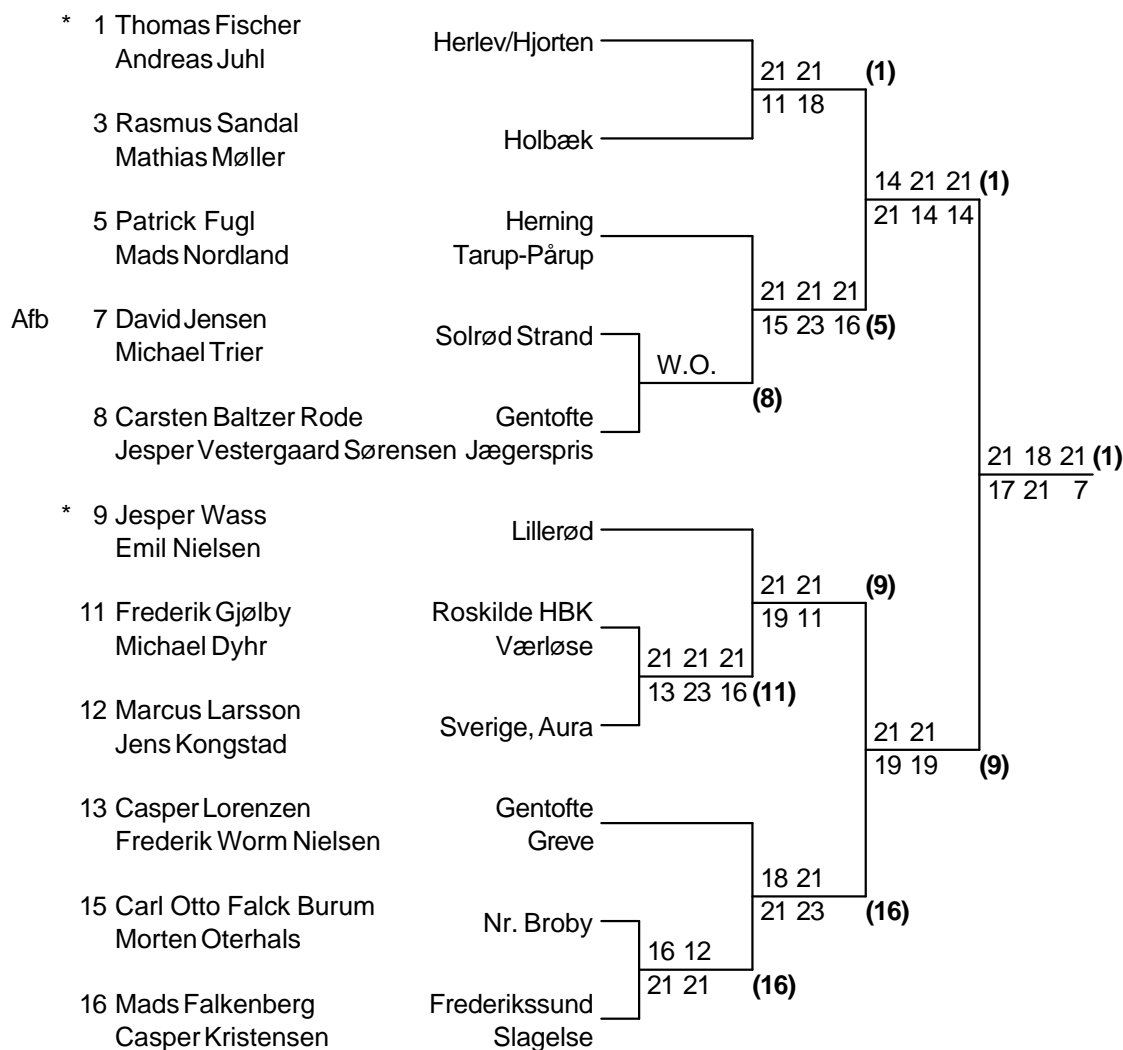 * 1 Thomas Fischer Herlev/Hjorten
Andreas Juhl
21 21 (1)
11 18
3 Rasmus Sandal Holbæk
Mathias Møller
14 21 21 (1)
21 14 14
5 Patrick Fugl Herning
Mads Nordland Tarup-Pårup
21 21 21
15 23 16 (5)
Afb 7 David Jensen Solrød Strand
Michael Trier
W.O.
(8)
8 Carsten Baltzer Rode Gentofte
Jesper Vestergaard Sørensen Jægerspris
21 18 21 (1)
17 21 7
* 9 Jesper Wass Lillerød
Emil Nielsen
21 21 (9)
19 11
11 Frederik Gjølby Roskilde HBK
Michael Dyhr Værløse
21 21 21
13 23 16 (11)
12 Marcus Larsson Sverige, Aura
Jens Kongstad
21 21
19 19 (9)
13 Casper Lorenzen Gentofte
Frederik Worm Nielsen Greve
18 21
21 23 (16)
15 Carl Otto Falck Burum Nr. Broby
Morten Oterhals
16 12
21 21 (16)
16 Mads Falkenberg Frederikssund
Casper Kristensen Slagelse